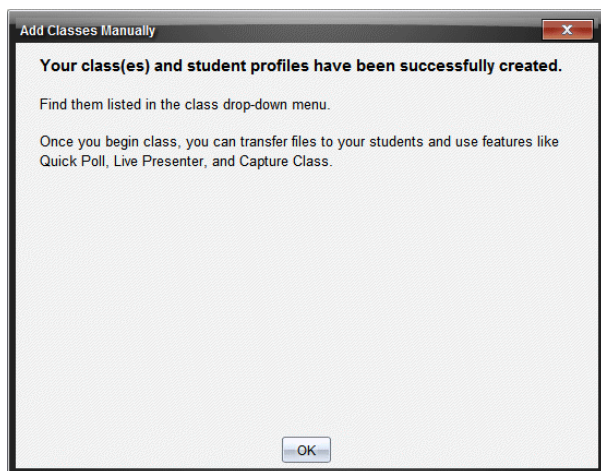 Add Classes Manually
X
Your class(es) and student profiles have been successfully created.
Find them listed in the class drop-down menu.
Once you begin class, you can transfer files to your students and use features like
Quick Poll, Live Presenter, and Capture Class.
OK